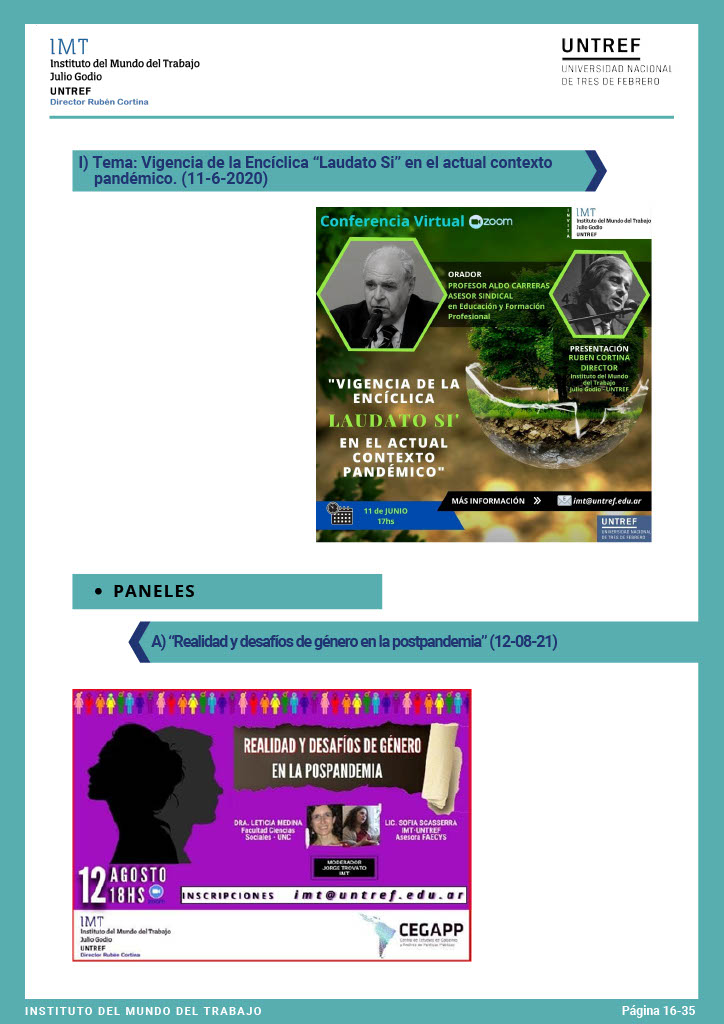 IMT
Instituto del Mundo del Trabajo
Julio Godio
UNTREF
Director Rubén Cortina
UNTREF
UNIVERSIDAD NACIONAL
DE TRES DE FEBRERO
I) Tema: Vigencia de la Encíclica “Laudato Si” en el actual contexto
pandémico. (11-6-2020)
Conferencia Virtual zoom
INVITA
IMT
Instituto del Mundo del Trabajo
Julio Godio
UNTREF
ORADOR
PROFESOR ALDO CARRERAS
ASESOR SINDICAL
en Educación y Formación
Profesional
PRESENTACIÓN
RUBEN CORTINA
DIRECTOR
Instituto del Mundo
del Trabajo
Julio Godio - UNTREF
"VIGENCIA DE LA
ENCÍCLICA
LAUDATO SI'
EN EL ACTUAL
CONTEXTO
PANDÉMICO"
MÁS INFORMACIÓN
imt@untref.edu.ar
11 de JUNIO
17hs
UNTREF
UNIVERSIDAD NACIONAL
DE TRES DE FEBRERO
• PANELES
A) “Realidad y desafíos de género en la postpandemia” (12-08-21)
REALIDAD Y DESAFÍOS DE GÉNERO
EN LA POSPANDEMIA
DRA. LETICIA MEDINA
Facultad Ciencias
Sociales - UNC
LIC. SOFIA SCASSERRA
IMT-UNTREF
Asesora FAECYS
MODERADOR
JORGE TROVATO
IMT
12 AGOSTO
18HS
INSCRIPCIONES imt@untref.edu.ar
IMT
Instituto del Mundo del Trabajo
Julio Godio
UNTREF
Director Rubén Cortina
CEGAPP
INSTITUTO DEL MUNDO DEL TRABAJO
Página 16-35